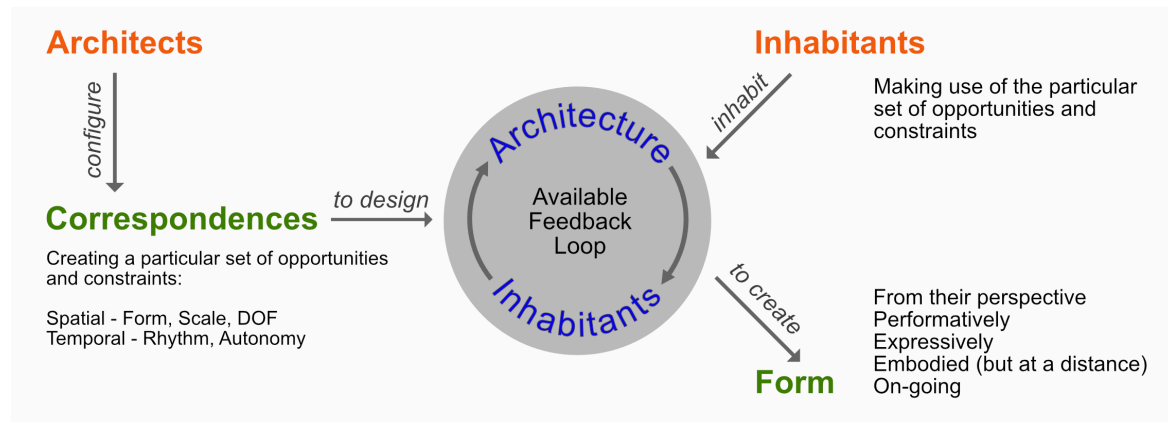 Architects
configure
Correspondences
Creating a particular set of opportunities
and constraints:
Spatial - Form, Scale, DOF
Temporal - Rhythm, Autonomy
to design
Architecture
Available
Feedback
Loop
Inhabitants
Inhabitants
inhabit
Making use of the particular
set of opportunities and
constraints
to create
Form
From their perspective
Performatively
Expressively
Embodied (but at a distance)
On-going